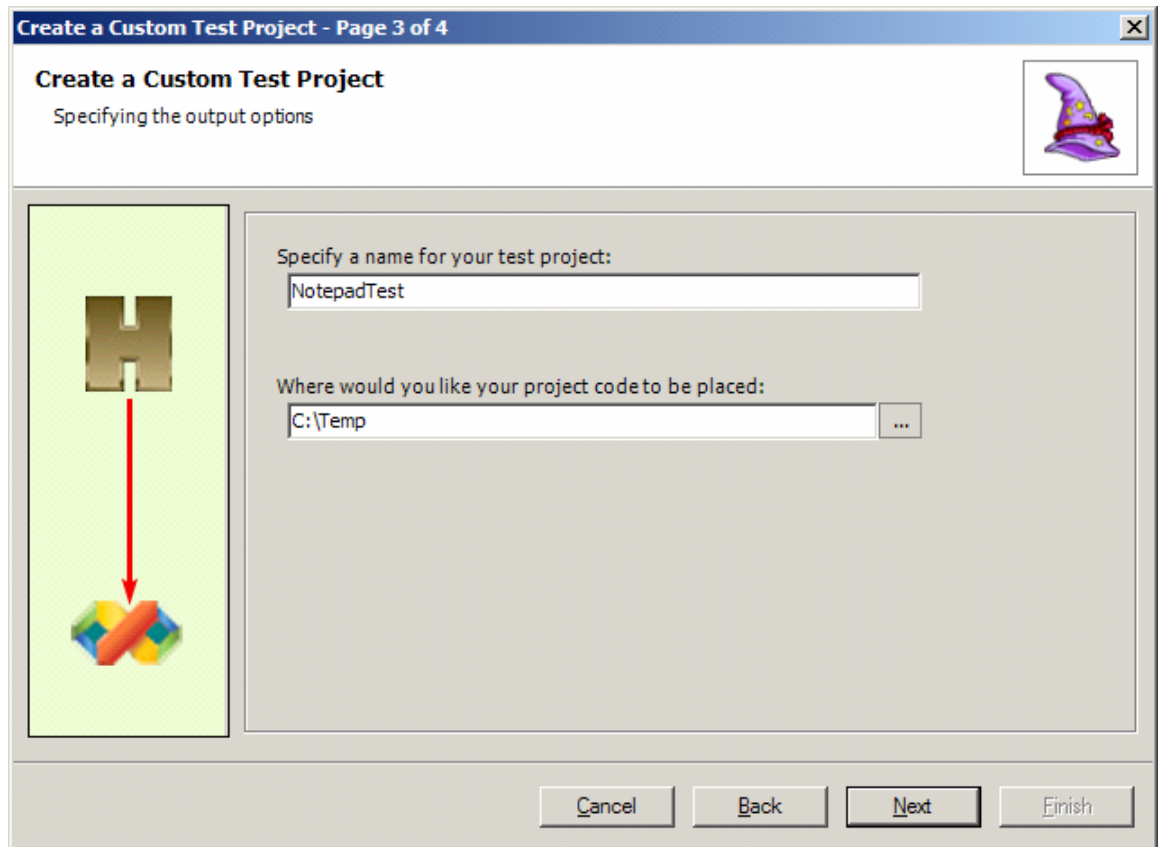 Create a Custom Test Project - Page 3 of 4
Create a Custom Test Project
Specifying the output options
Specify a name for your test project:
NotepadTest
Where would you like your project code to be placed:
C:\Temp
...
Cancel
Back
Next
Finish